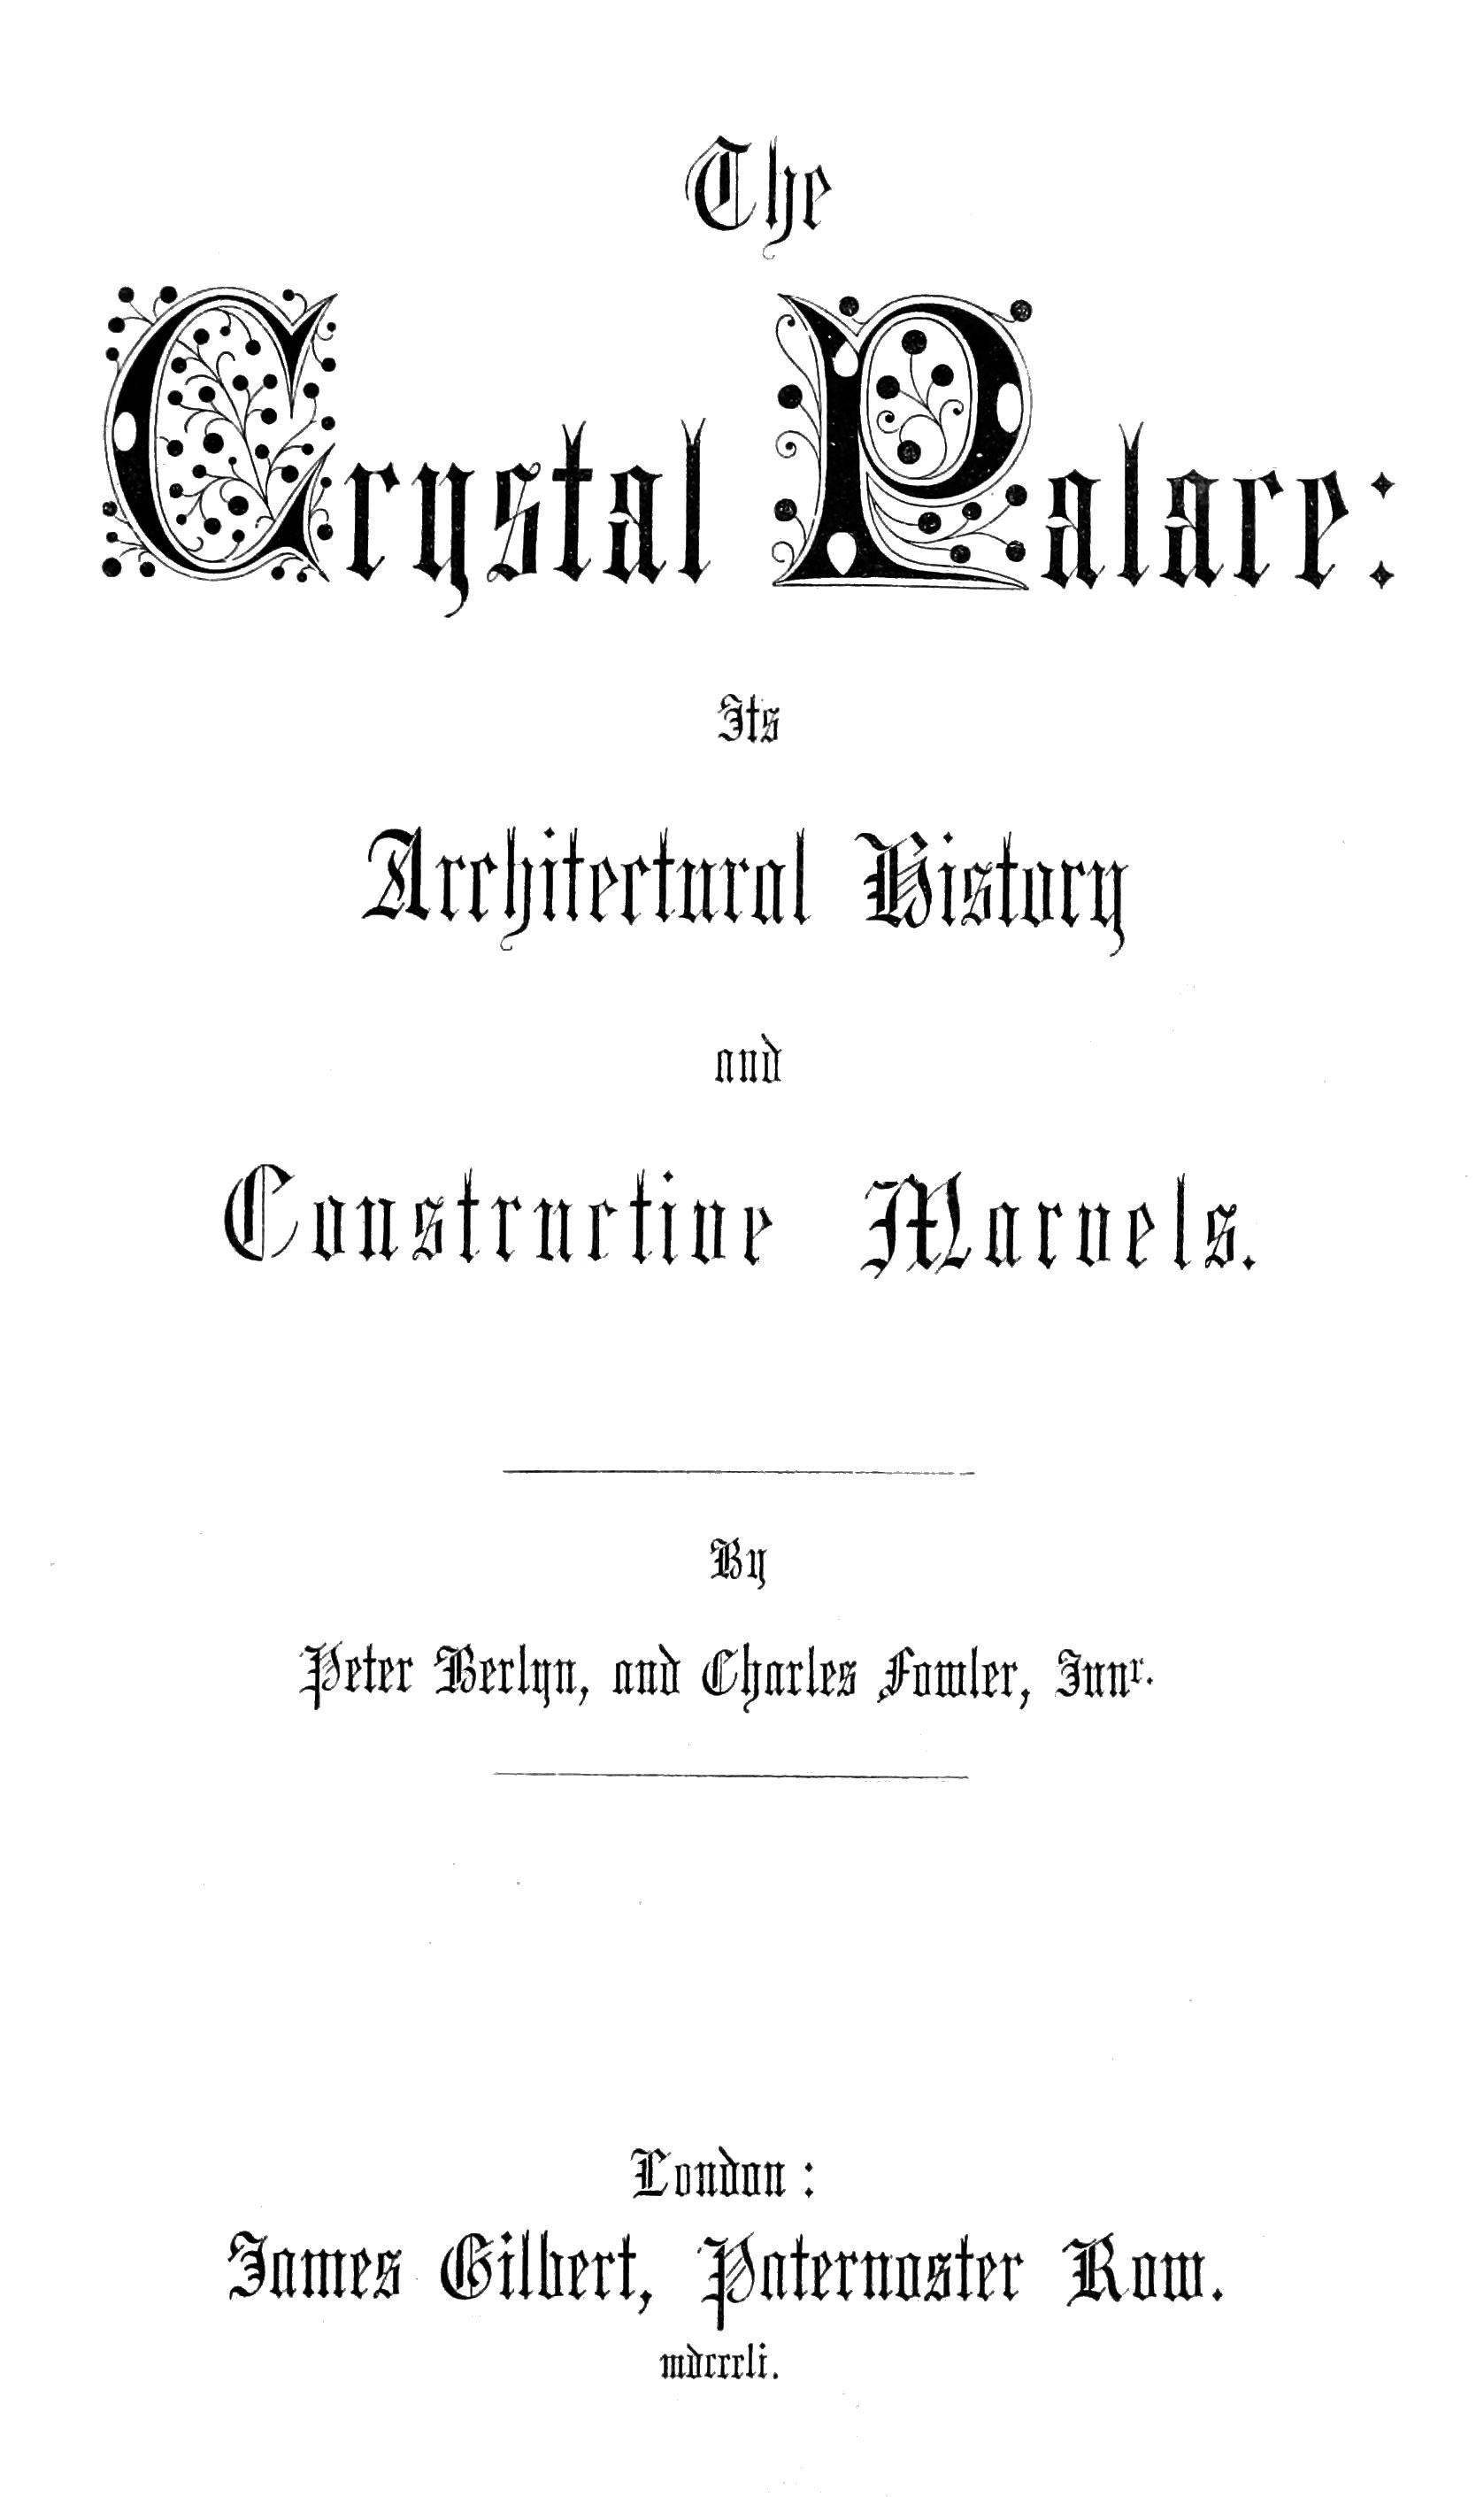 The
Crystal Palace:
Its
Architectural History
and
Constructive Marvels.
By
Peter Berlyn, and Charles Fowler, Junr.
London:
James Gilbert, Paternoster Row.
mdcccli.